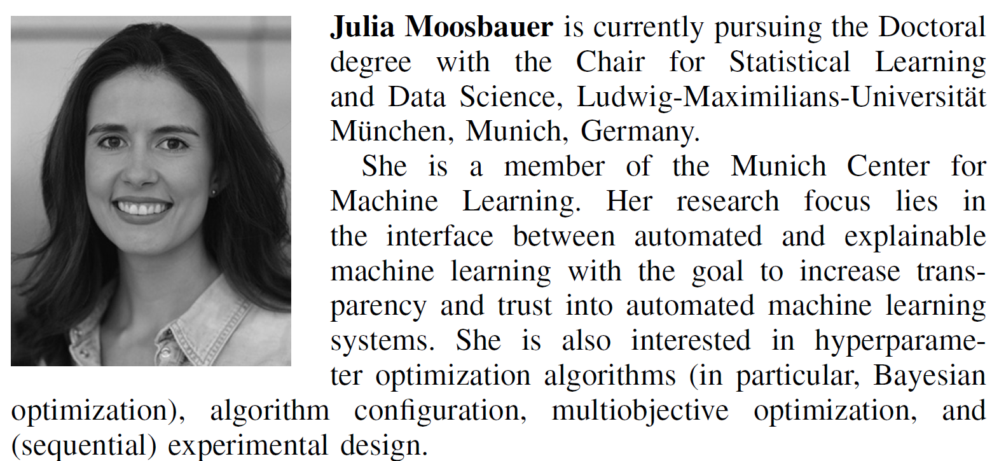 Julia Moosbauer is currently pursuing the Doctoral
degree with the Chair for Statistical Learning
and Data Science, Ludwig-Maximilians-Universität
München, Munich, Germany.
She is a member of the Munich Center for
Machine Learning. Her research focus lies in
the interface between automated and explainable
machine learning with the goal to increase trans-
parency and trust into automated machine learning
systems. She is also interested in hyperparame-
ter optimization algorithms (in particular, Bayesian
optimization), algorithm configuration, multiobjective optimization, and
(sequential) experimental design.